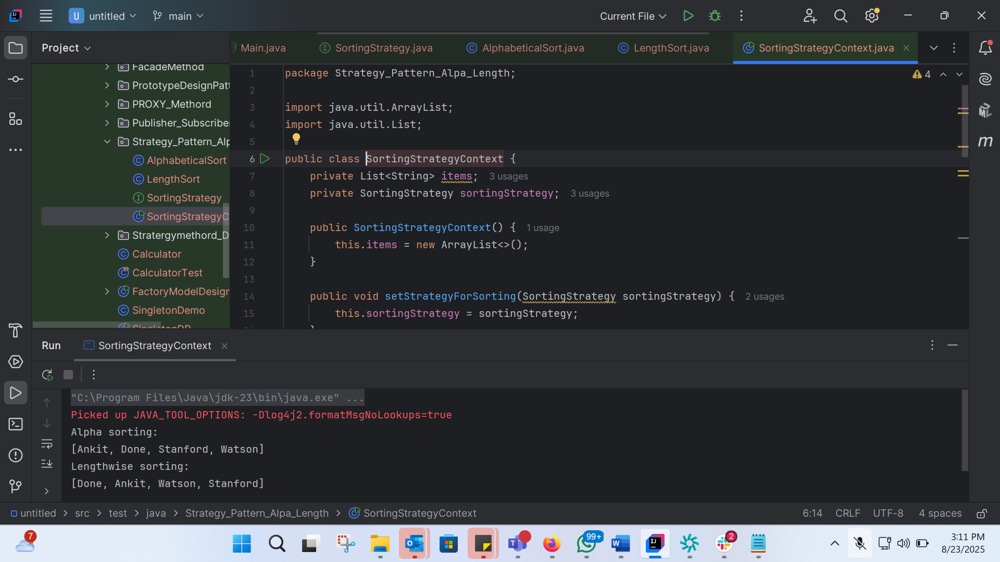 U untitled main Current File
Project
Main.java SortingStrategy.java AlphabeticalSort.java LengthSort.java SortingStrategyContext.java
FacadeMethod
PrototypeDesignPatt
PROXY_Methord
Publisher_Subscribe
Strategy_Pattern_Alp
AlphabeticalSort
LengthSort
SortingStrategy
SortingStrategyC
Stratergymethord_D
Calculator
CalculatorTest
FactoryModelDesign
SingletonDemo
SingletonDP
4
1 package Strategy_Pattern_Alpa_Length;
2
3 import java.util.ArrayList;
4 import java.util.List;
5
6 public class SortingStrategyContext {
7 private List<String> items; 3 usages
8 private SortingStrategy sortingStrategy; 3 usages
9
10 public SortingStrategyContext() { 1 usage
11 this.items = new ArrayList<>();
12 }
13
14 public void setStrategyForSorting(SortingStrategy sortingStrategy) { 2 usages
15 this.sortingStrategy = sortingStrategy;
Run SortingStrategyContext
"C:\Program Files\Java\jdk-23\bin\java.exe" ...
Picked up JAVA_TOOL_OPTIONS: -Dlog4j2.formatMsgNoLookups=true
Alpha sorting:
[Ankit, Done, Stanford, Watson]
Lengthwise sorting:
[Done, Ankit, Watson, Stanford]
untitled > src > test > java > Strategy_Pattern_Alpa_Length > SortingStrategyContext 6:14 CRLF UTF-8 4 spaces
7 99+ 2 3:11 PM
8/23/2025